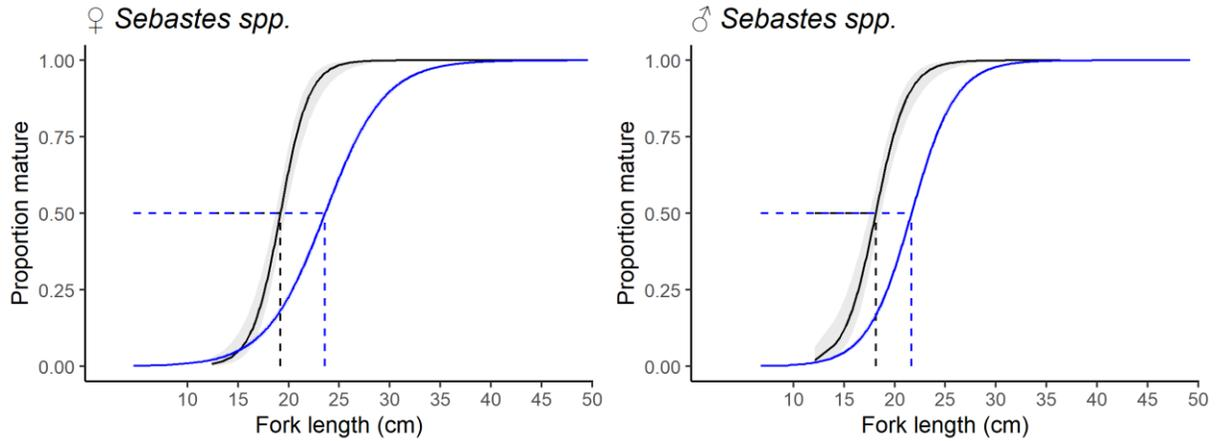 ♀ Sebastes spp.
Proportion mature
1.00
0.75
0.50
0.25
0.00
10 15 20 25 30 35 40 45 50
Fork length (cm)
♂ Sebastes spp.
Proportion mature
1.00
0.75
0.50
0.25
0.00
10 15 20 25 30 35 40 45 50
Fork length (cm)